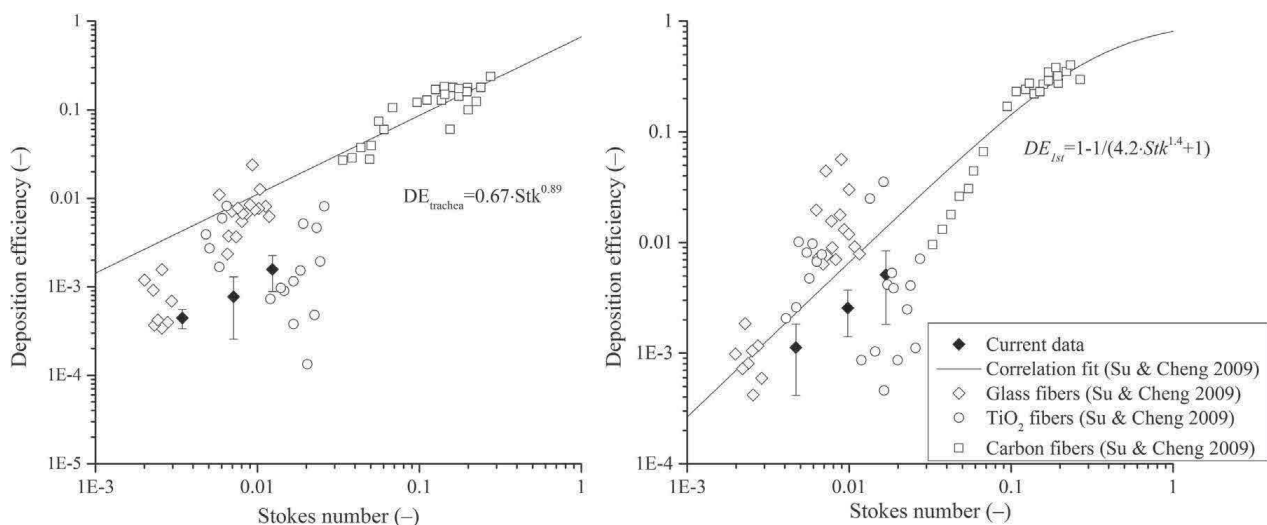 1
0.1
0.01
1E-3
1E-4
1E-5
Deposition efficiency (–)
DE_trachea=0.67·Stk^0.89
1E-3 0.01 0.1 1
Stokes number (–)
1
0.1
0.01
1E-3
1E-4
Deposition efficiency (–)
DE_1st=1-1/(4.2·Stk^1.4+1)
Current data
Correlation fit (Su & Cheng 2009)
Glass fibers (Su & Cheng 2009)
TiO₂ fibers (Su & Cheng 2009)
Carbon fibers (Su & Cheng 2009)
1E-3 0.01 0.1 1
Stokes number (–)